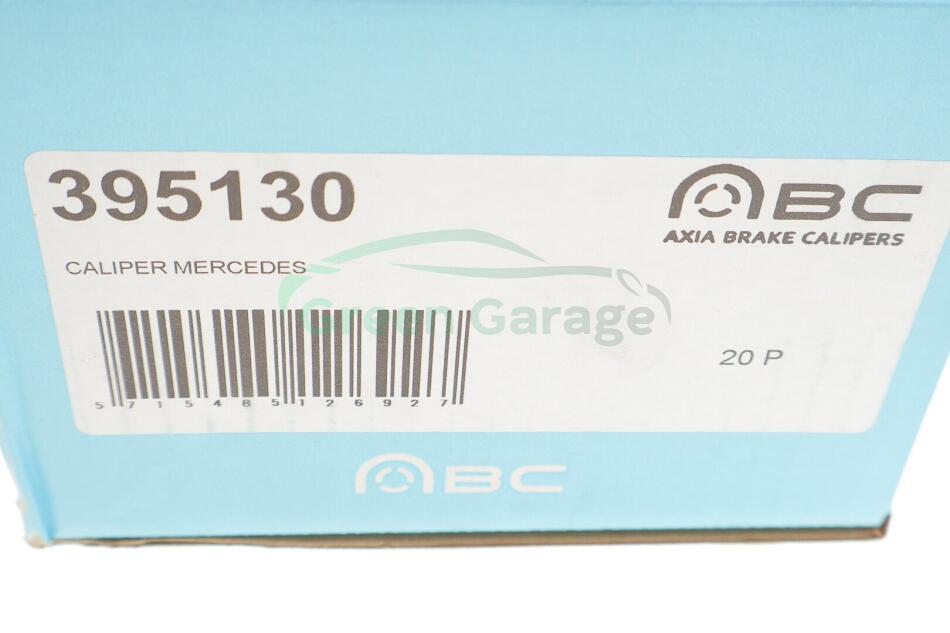 395130
ABC
AXIA BRAKE CALIPERS
CALIPER MERCEDES
Green Garage
20 P
5 715485 126927
ABC